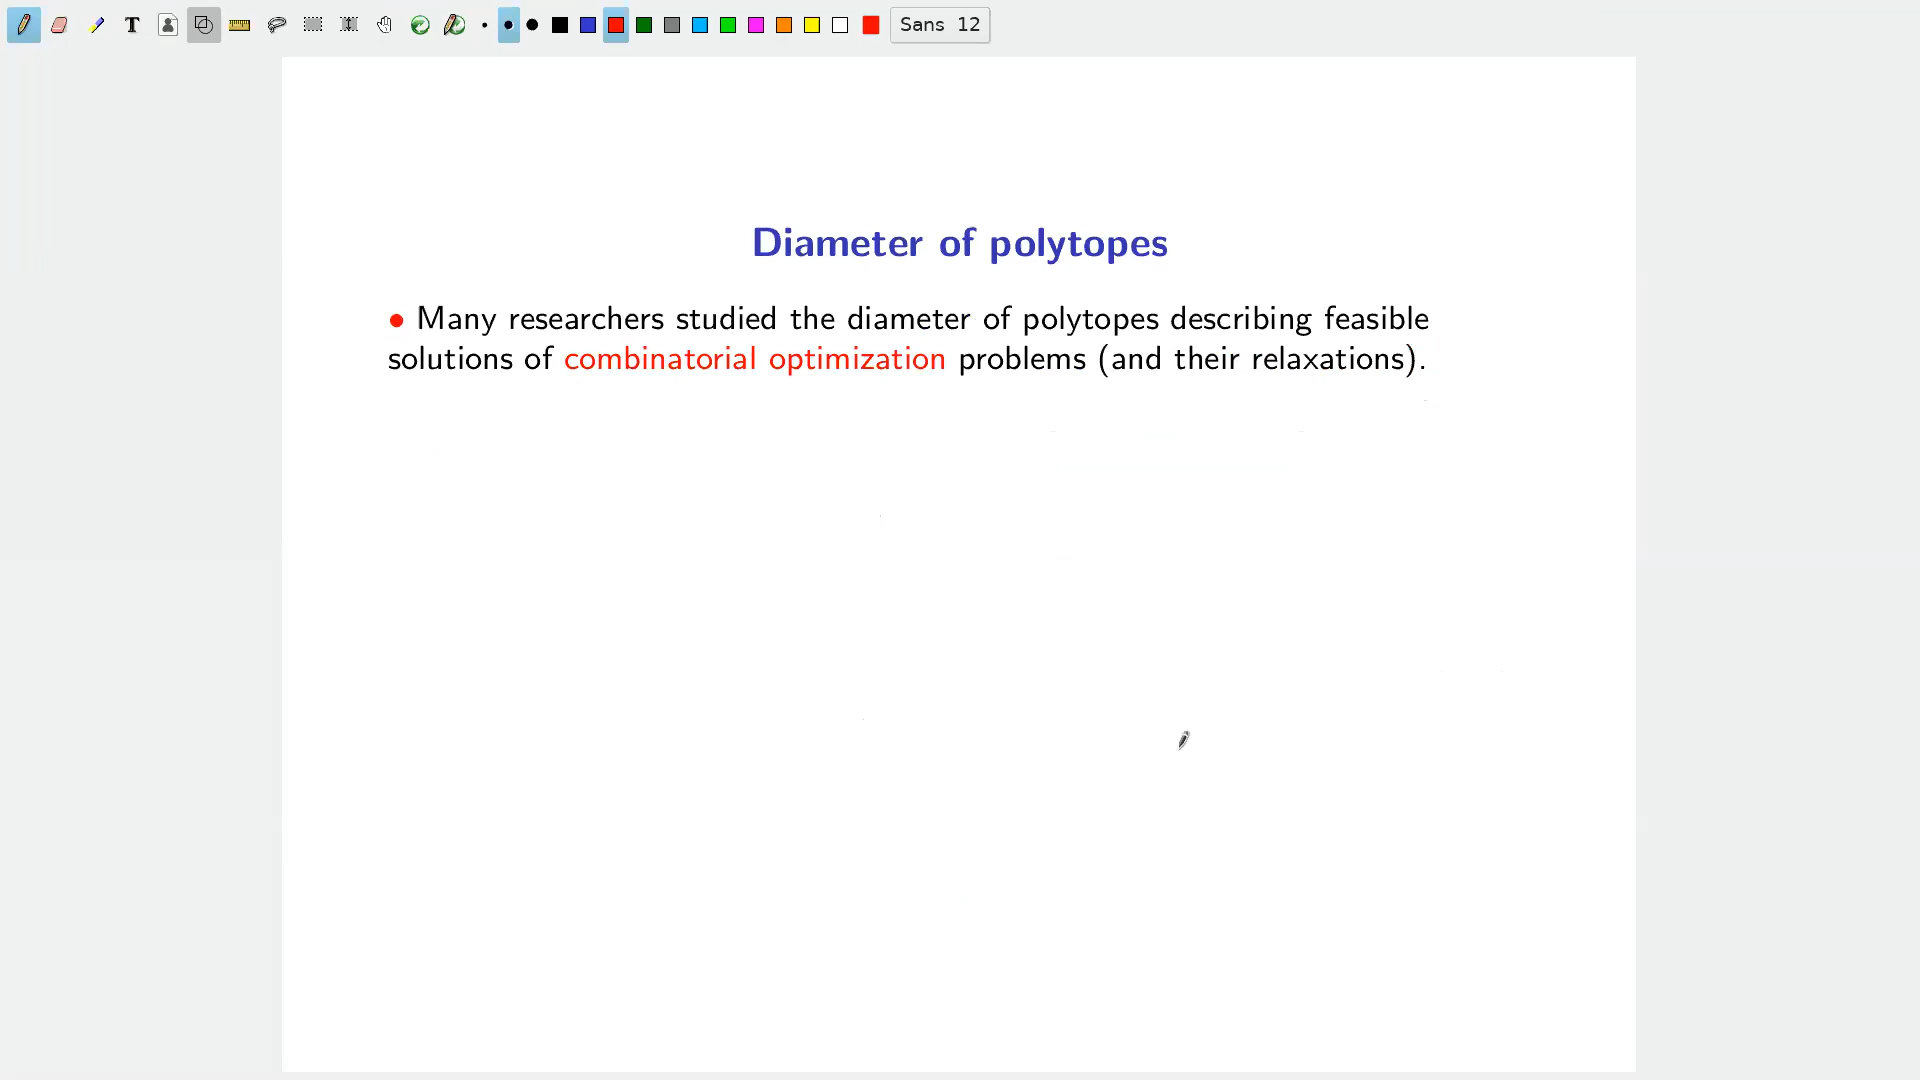 T
Sans 12
Diameter of polytopes
• Many researchers studied the diameter of polytopes describing feasible
solutions of combinatorial optimization problems (and their relaxations).